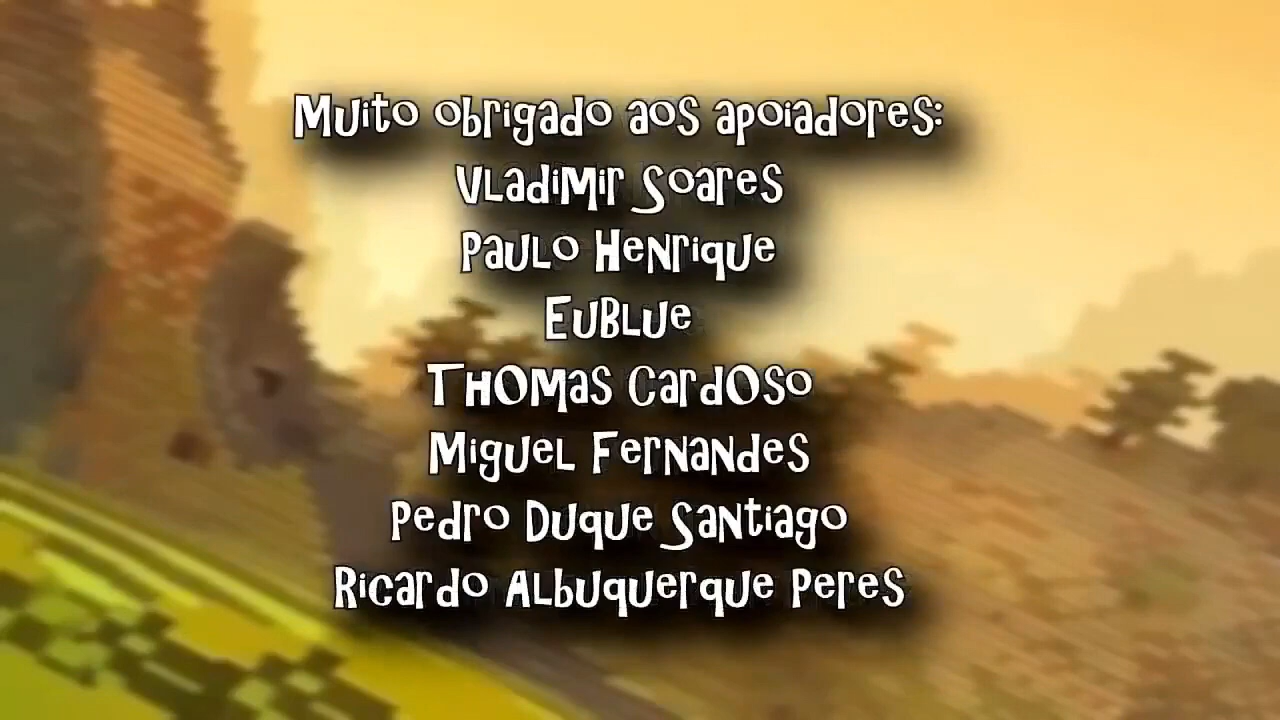 Muito obrigado aos apoiadores:
Vladimir Soares
Paulo Henrique
EuBlue
Thomas Cardoso
Miguel Fernandes
Pedro Duque Santiago
Ricardo Albuquerque Peres